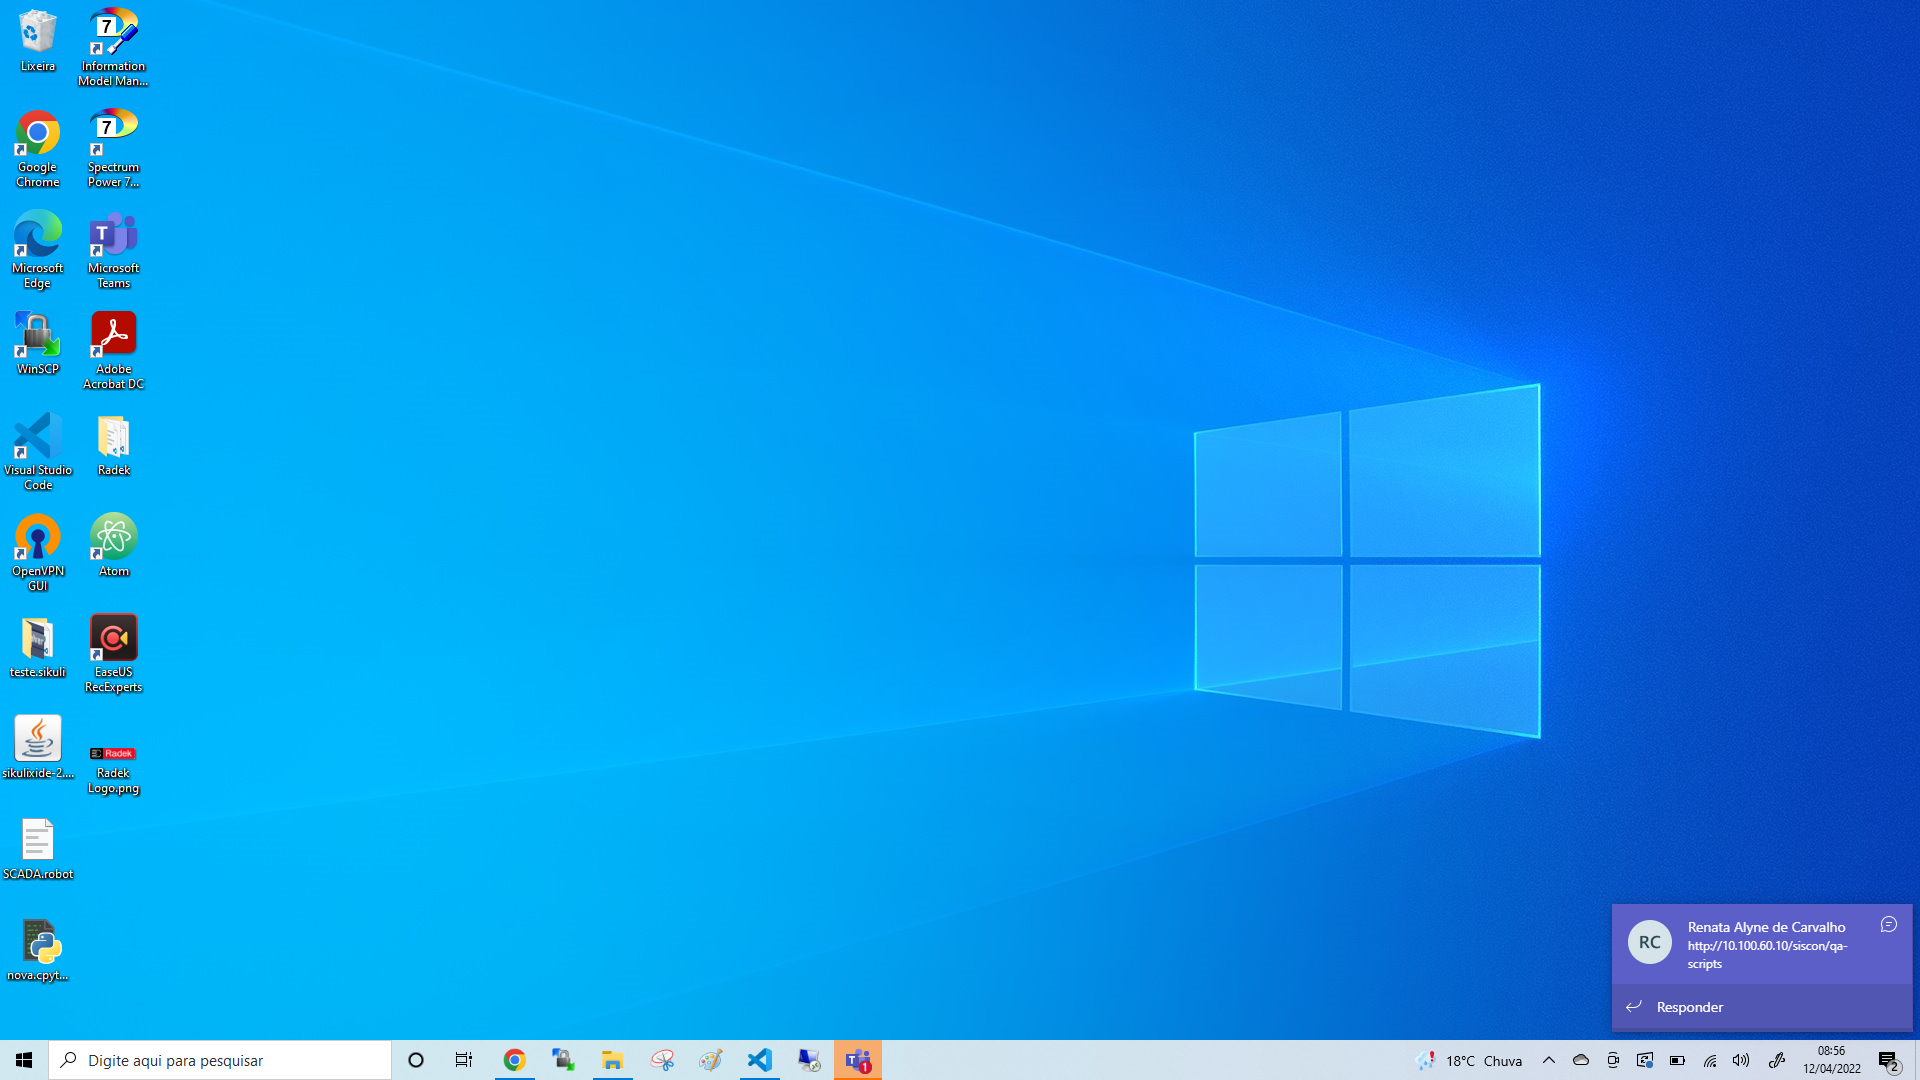 Lixeira
7
Information
Model Man...
Google
Chrome
7
Spectrum
Power 7...
Microsoft
Edge
T
Microsoft
Teams
WinSCP
Adobe
Acrobat DC
Visual Studio
Code
Radek
OpenVPN
GUI
Atom
teste.sikuli
EaseUS
RecExperts
sikulixide-2....
Radek
Radek
Logo.png
SCADA.robot
nova.cpyt...
RC
Renata Alyne de Carvalho
http://10.100.60.10/siscon/qa-
scripts
Responder
Digite aqui para pesquisar
T
1
18°C Chuva
08:56
12/04/2022
2